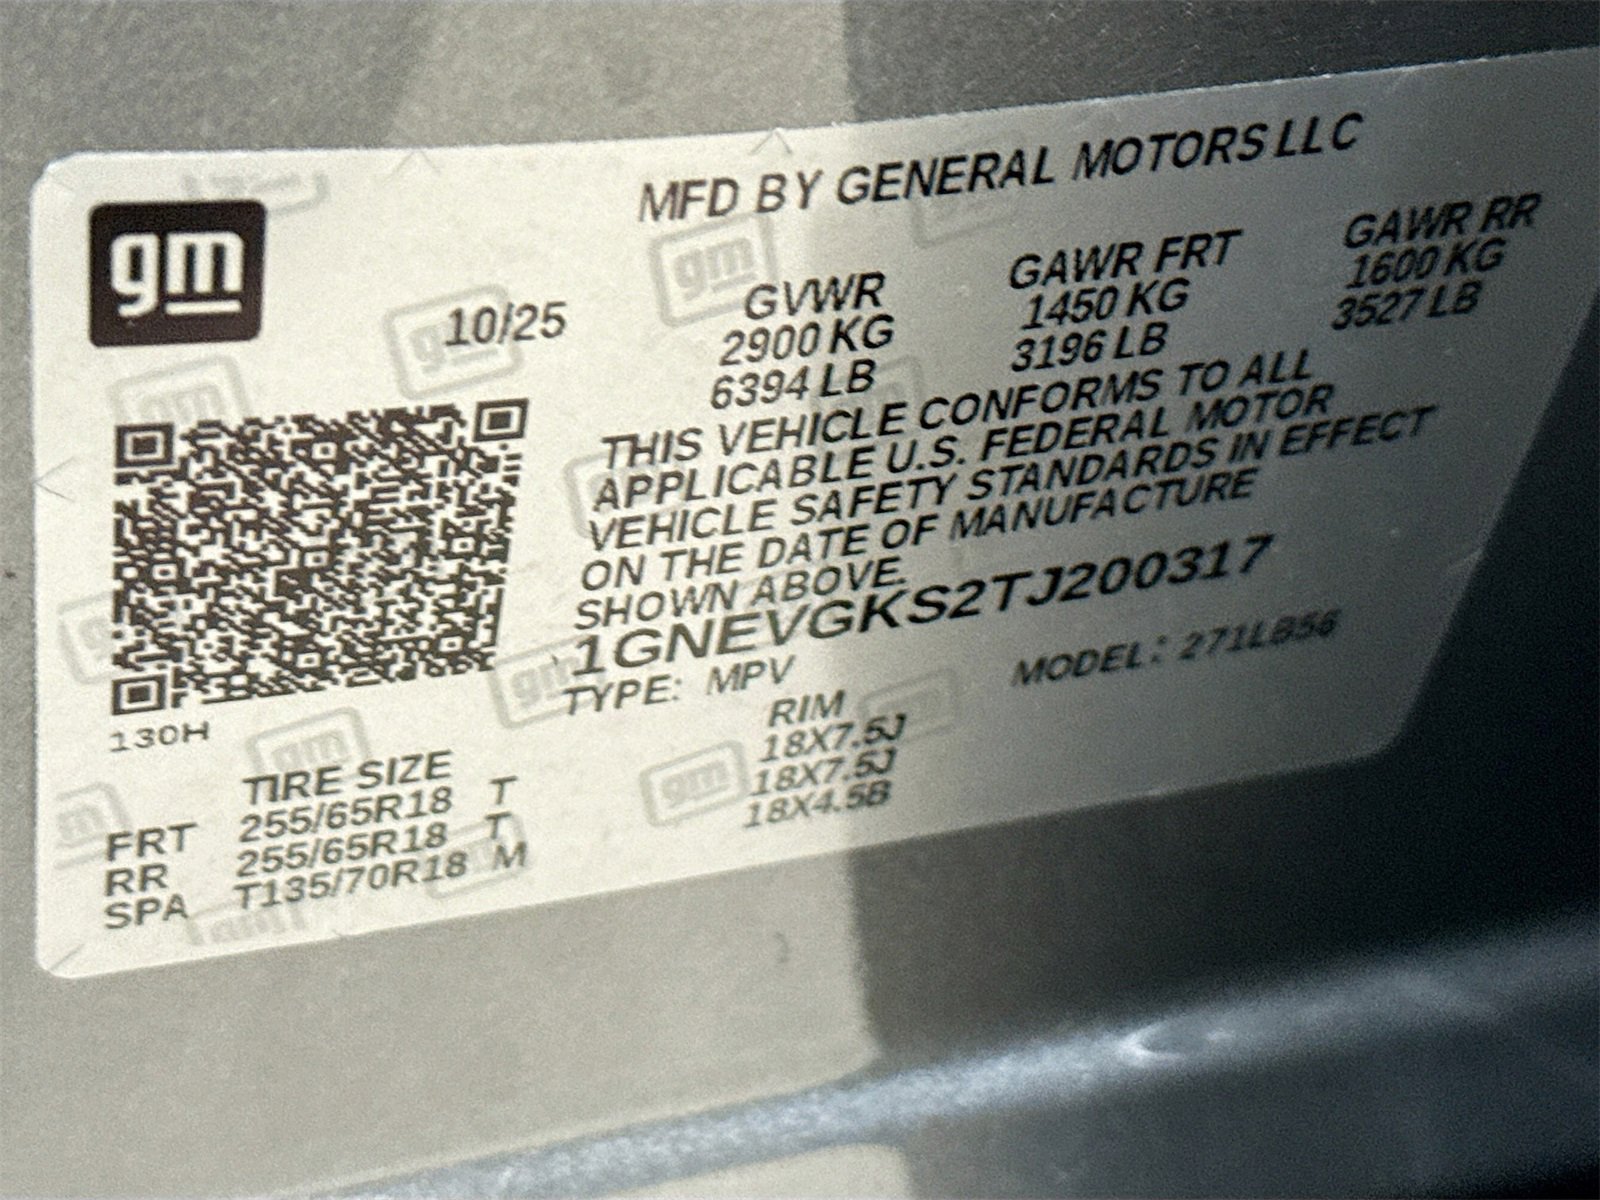 gm
MFD BY GENERAL MOTORS LLC
10/25
GVWR GAWR FRT GAWR RR
2900 KG 1450 KG 1600 KG
6394 LB 3196 LB 3527 LB
THIS VEHICLE CONFORMS TO ALL
APPLICABLE U.S. FEDERAL MOTOR
VEHICLE SAFETY STANDARDS IN EFFECT
ON THE DATE OF MANUFACTURE
SHOWN ABOVE.
1GNEVGKS2TJ200317
TYPE: MPV MODEL: 271LB56
130H
TIRE SIZE RIM
FRT 255/65R18 T 18X7.5J
RR 255/65R18 T 18X7.5J
SPA T135/70R18 M 18X4.5B